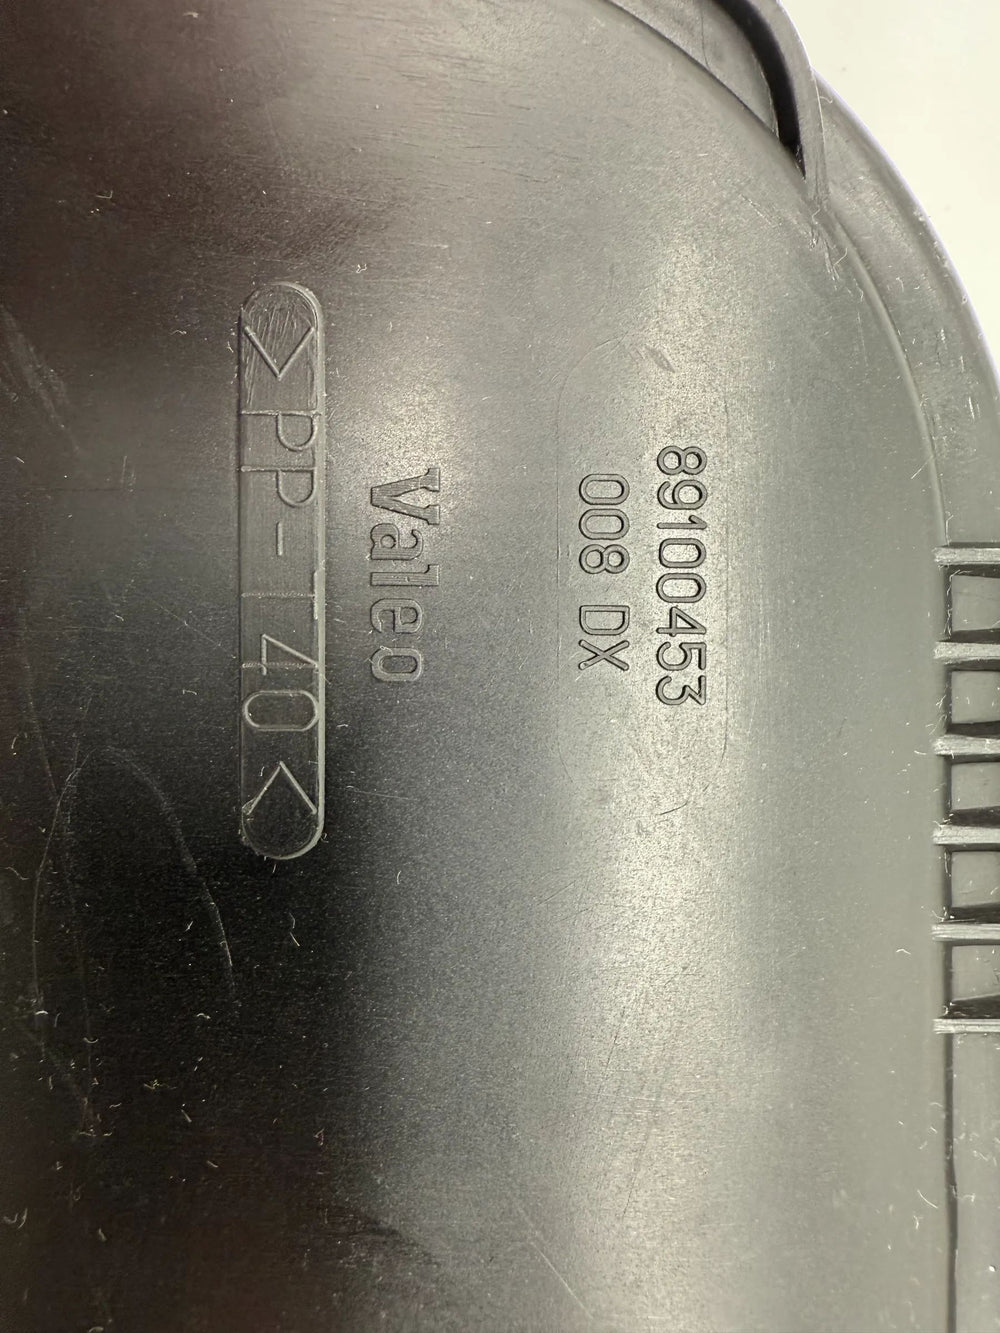 89100453
008 DX
Valeo
>PP-T40<